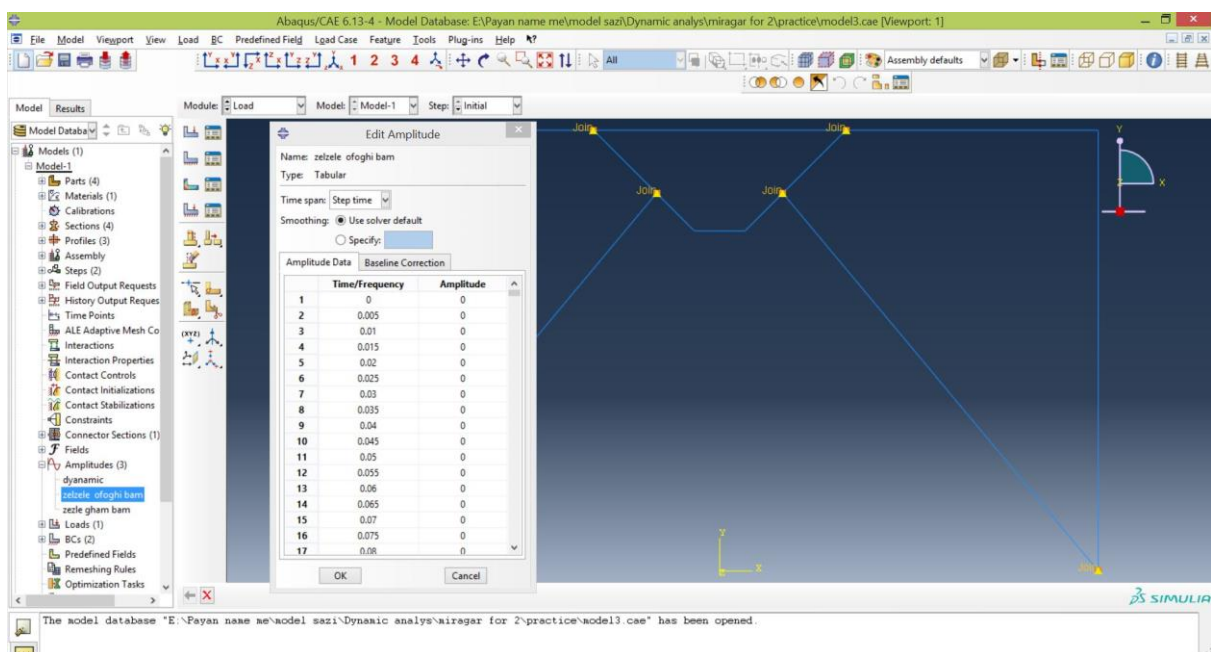 Abaqus/CAE 6.13-4 - Model Database: E:\Payan name me\model sazi\Dynamic analys\miragar for 2\practice\model3.cae [Viewport: 1]
File Model Viewport View Load BC Predefined Field Load Case Feature Tools Plug-ins Help
1 2 3 4 All Assembly defaults
Model Results Module: Load Model: Model-1 Step: Initial
Model Databa
Models (1)
Model-1
Parts (4)
Materials (1)
Calibrations
Sections (4)
Profiles (3)
Assembly
Steps (2)
Field Output Requests
History Output Reques
Time Points
ALE Adaptive Mesh Co
Interactions
Interaction Properties
Contact Controls
Contact Initializations
Contact Stabilizations
Constraints
Connector Sections (1)
Fields
Amplitudes (3)
dyanamic
zelzele ofoghi bam
zezle gham bam
Loads (1)
BCs (2)
Predefined Fields
Remeshing Rules
Optimization Tasks
(XYZ)
Edit Amplitude
Name: zelzele ofoghi bam
Type: Tabular
Time span: Step time
Smoothing: Use solver default
Specify:
Amplitude Data Baseline Correction
Time/Frequency Amplitude
1 0 0
2 0.005 0
3 0.01 0
4 0.015 0
5 0.02 0
6 0.025 0
7 0.03 0
8 0.035 0
9 0.04 0
10 0.045 0
11 0.05 0
12 0.055 0
13 0.06 0
14 0.065 0
15 0.07 0
16 0.075 0
17 0.08 0
OK Cancel
Join Join
Join Join
Join
Y
X
Z
Y
X
SIMULIA
The model database "E:\Payan name me\model sazi\Dynamic analys\miragar for 2\practice\model3.cae" has been opened.